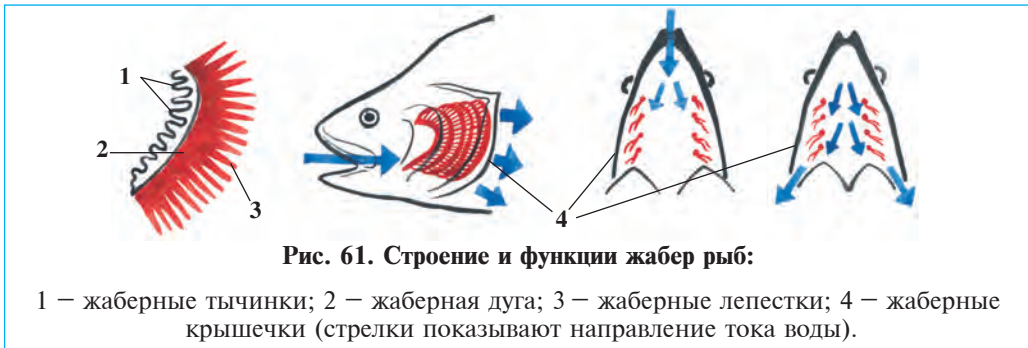 1
2
3
4
Рис. 61. Строение и функции жабер рыб:
1 — жаберные тычинки; 2 — жаберная дуга; 3 — жаберные лепестки; 4 — жаберные
крышечки (стрелки показывают направление тока воды).